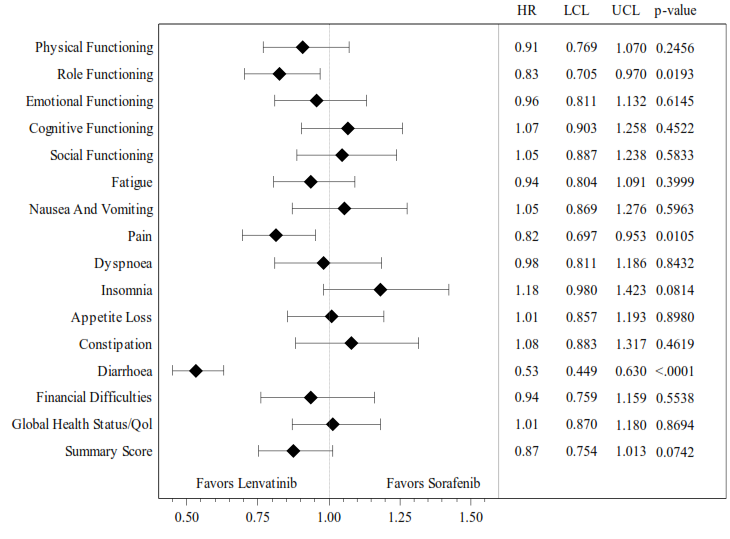 HR LCL UCL p-value
Physical Functioning 0.91 0.769 1.070 0.2456
Role Functioning 0.83 0.705 0.970 0.0193
Emotional Functioning 0.96 0.811 1.132 0.6145
Cognitive Functioning 1.07 0.903 1.258 0.4522
Social Functioning 1.05 0.887 1.238 0.5833
Fatigue 0.94 0.804 1.091 0.3999
Nausea And Vomiting 1.05 0.869 1.276 0.5963
Pain 0.82 0.697 0.953 0.0105
Dyspnoea 0.98 0.811 1.186 0.8432
Insomnia 1.18 0.980 1.423 0.0814
Appetite Loss 1.01 0.857 1.193 0.8980
Constipation 1.08 0.883 1.317 0.4619
Diarrhoea 0.53 0.449 0.630 <.0001
Financial Difficulties 0.94 0.759 1.159 0.5538
Global Health Status/Qol 1.01 0.870 1.180 0.8694
Summary Score 0.87 0.754 1.013 0.0742
Favors Lenvatinib Favors Sorafenib
0.50 0.75 1.00 1.25 1.50